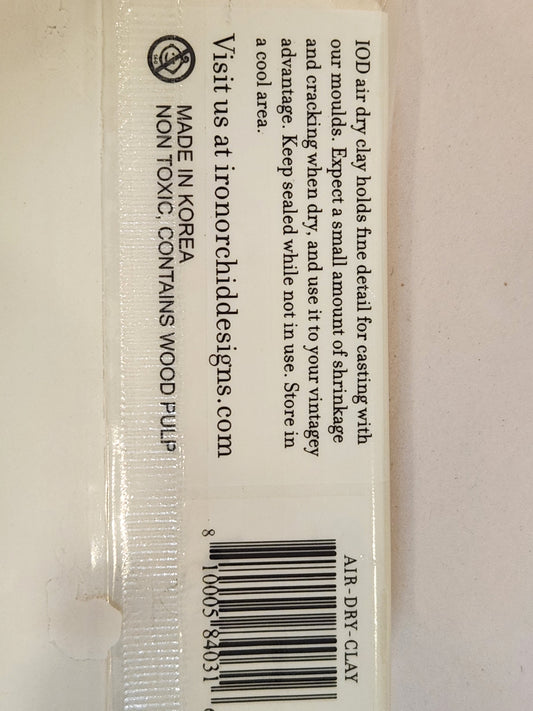 IOD air dry clay holds fine detail for casting with
our moulds. Expect a small amount of shrinkage
and cracking when dry, and use it to your vintagey
advantage. Keep sealed while not in use. Store in
a cool area.
Visit us at ironorchiddesigns.com
MADE IN KOREA
NON TOXIC, CONTAINS WOOD PULP
AIR-DRY-CLAY
8 10005 84031